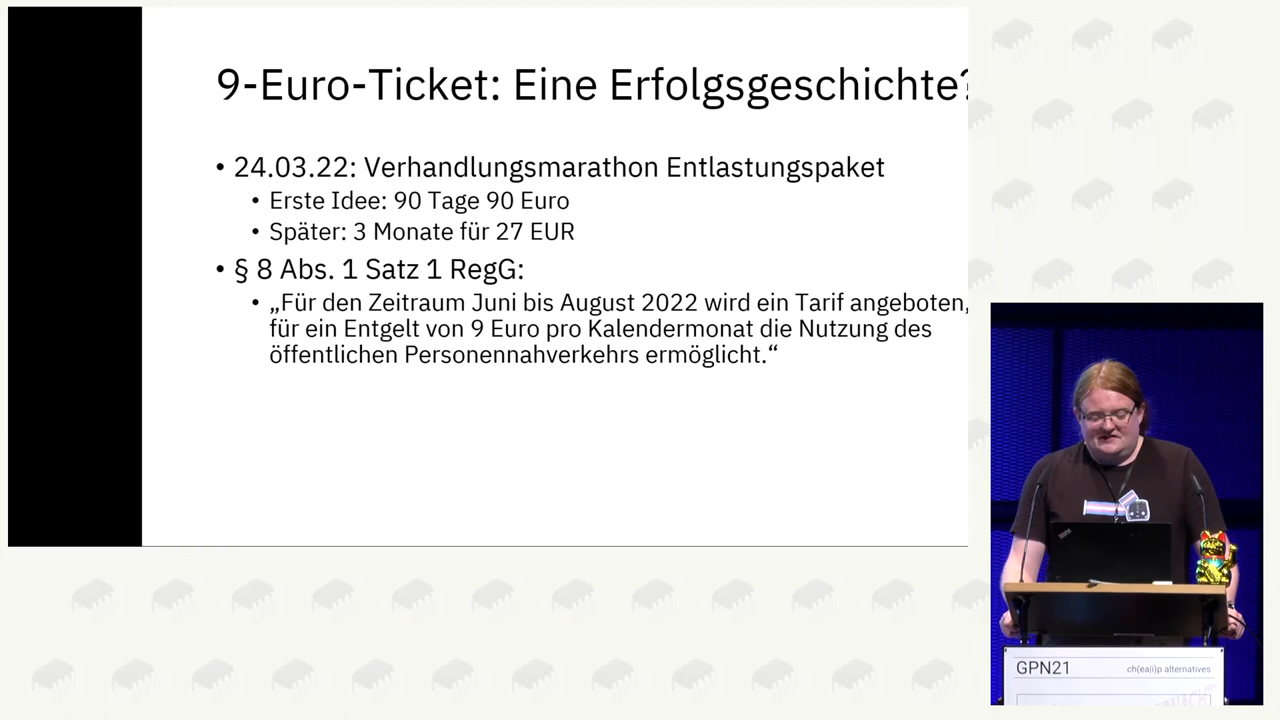 9-Euro-Ticket: Eine Erfolgsgeschichte?
• 24.03.22: Verhandlungsmarathon Entlastungspaket
• Erste Idee: 90 Tage 90 Euro
• Später: 3 Monate für 27 EUR
• § 8 Abs. 1 Satz 1 RegG:
• „Für den Zeitraum Juni bis August 2022 wird ein Tarif angeboten,
für ein Entgelt von 9 Euro pro Kalendermonat die Nutzung des
öffentlichen Personennahverkehrs ermöglicht.“
GPN21
ch(ea|i)p alternatives